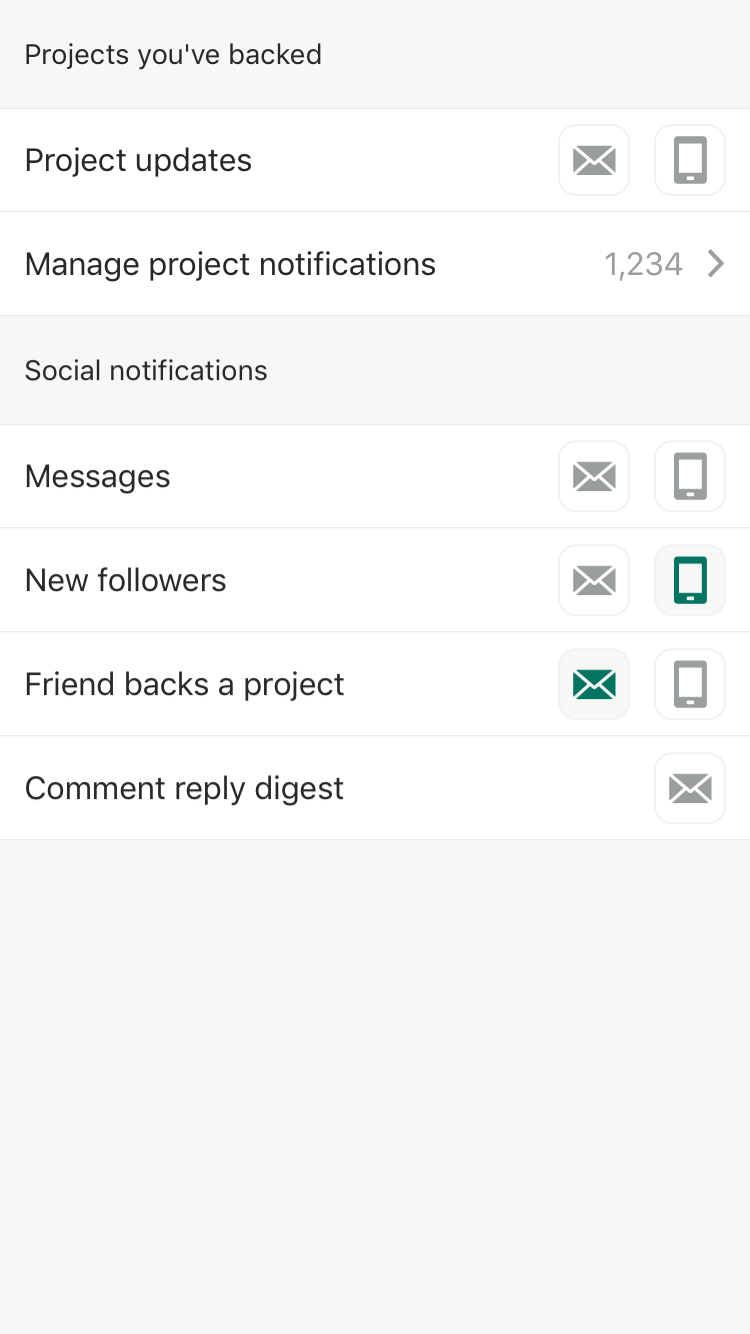 Projects you've backed
Project updates
Manage project notifications 1,234
Social notifications
Messages
New followers
Friend backs a project
Comment reply digest